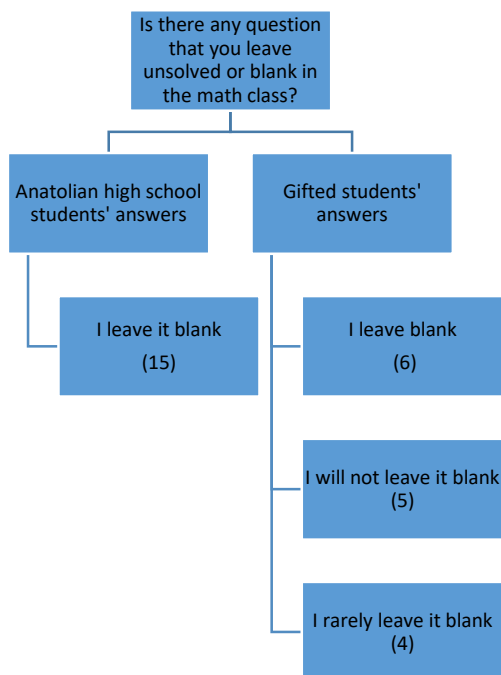 Is there any question
that you leave
unsolved or blank in
the math class?
Anatolian high school
students' answers
Gifted students'
answers
I leave it blank
(15)
I leave blank
(6)
I will not leave it blank
(5)
I rarely leave it blank
(4)